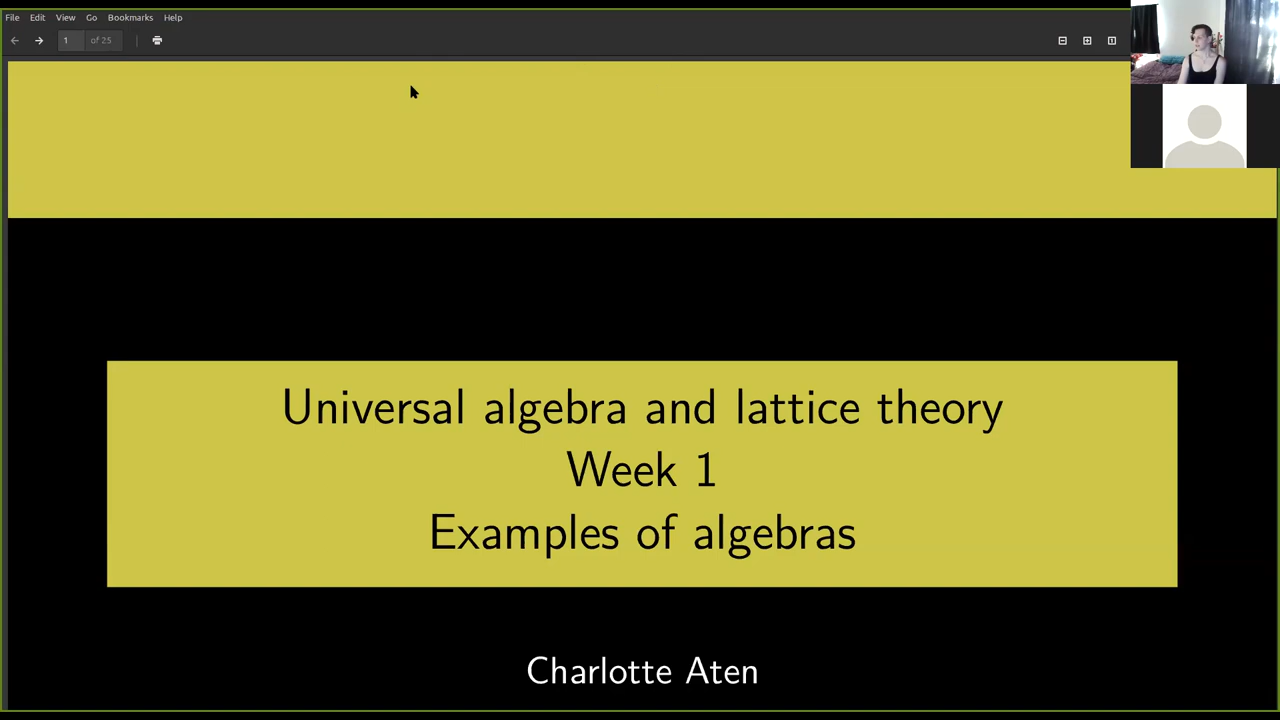 File Edit View Go Bookmarks Help
1 of 25
Universal algebra and lattice theory
Week 1
Examples of algebras
Charlotte Aten